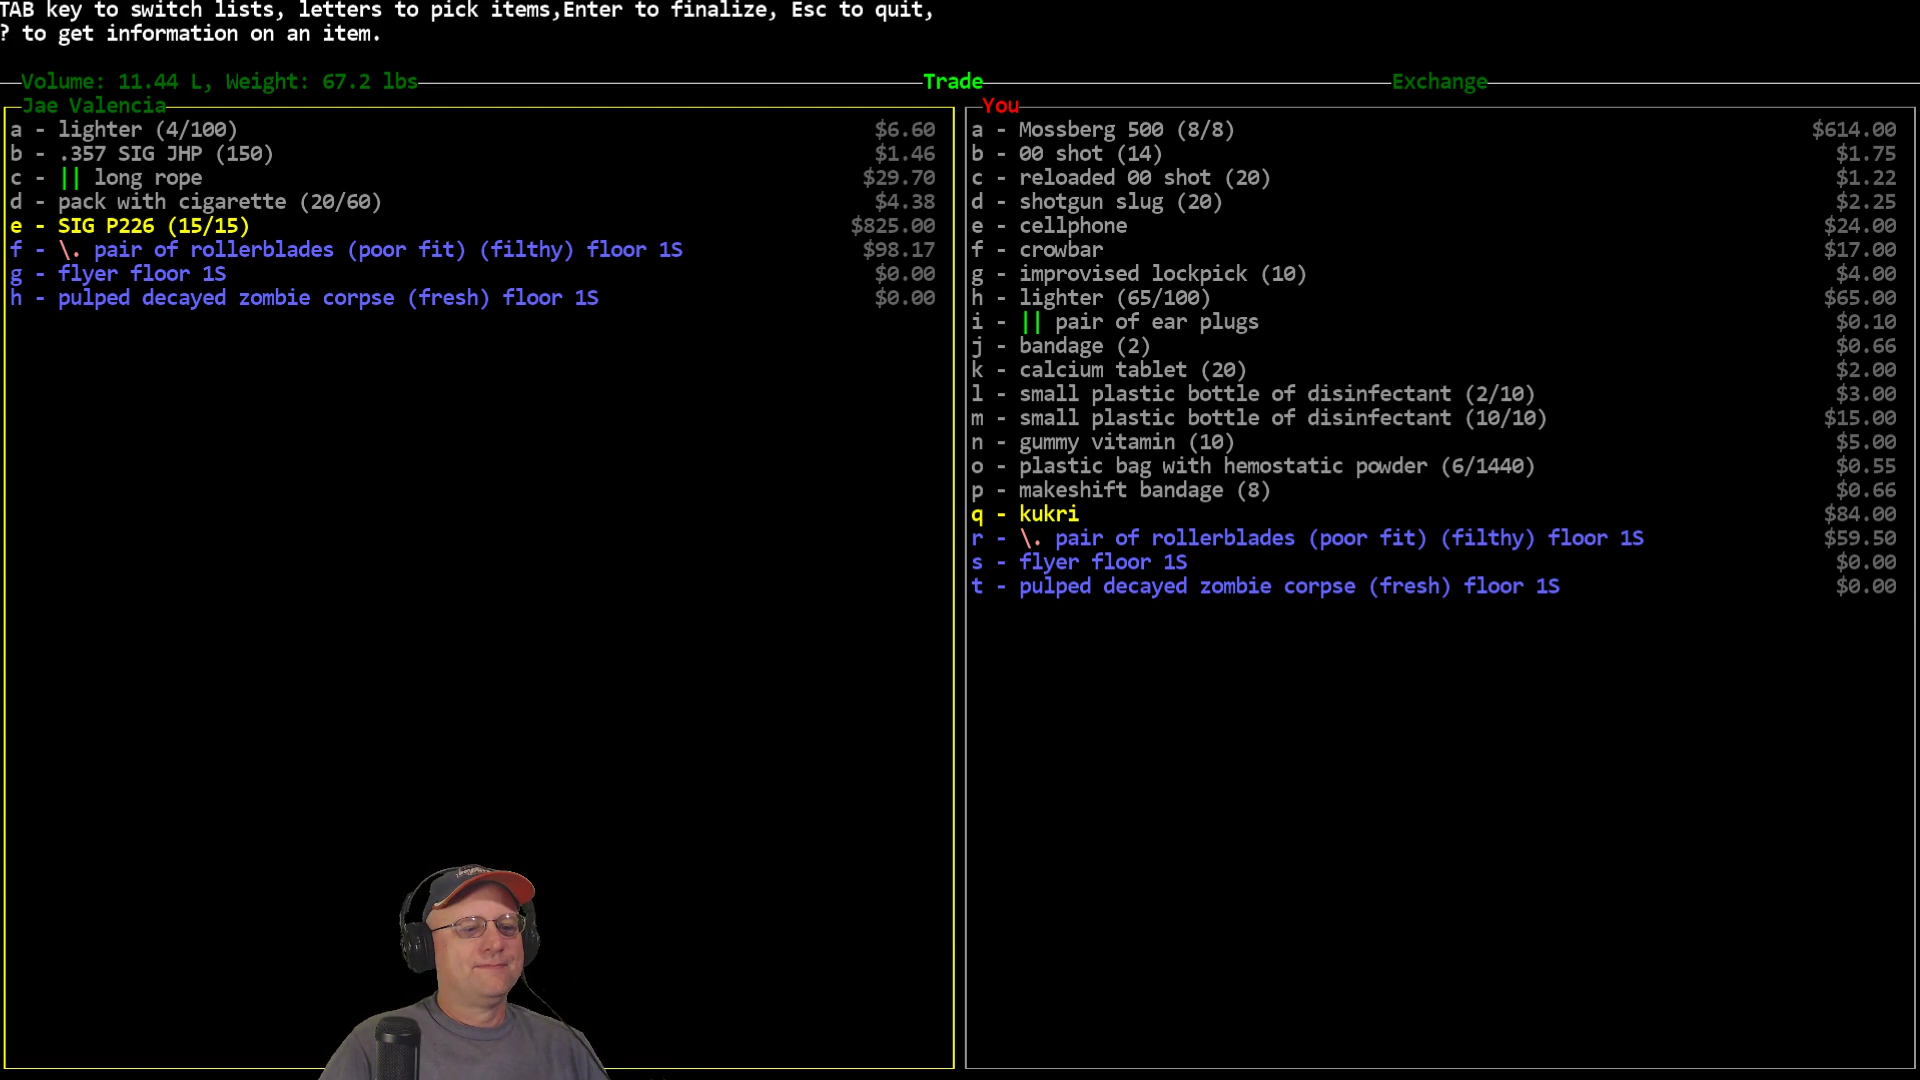 TAB key to switch lists, letters to pick items,Enter to finalize, Esc to quit,
? to get information on an item.
Volume: 11.44 L, Weight: 67.2 lbs Trade Exchange
Jae Valencia
a - lighter (4/100) $6.60
b - .357 SIG JHP (150) $1.46
c - || long rope $29.70
d - pack with cigarette (20/60) $4.38
e - SIG P226 (15/15) $825.00
f - \. pair of rollerblades (poor fit) (filthy) floor 1S $98.17
g - flyer floor 1S $0.00
h - pulped decayed zombie corpse (fresh) floor 1S $0.00
You
a - Mossberg 500 (8/8) $614.00
b - 00 shot (14) $1.75
c - reloaded 00 shot (20) $1.22
d - shotgun slug (20) $2.25
e - cellphone $24.00
f - crowbar $17.00
g - improvised lockpick (10) $4.00
h - lighter (65/100) $65.00
i - || pair of ear plugs $0.10
j - bandage (2) $0.66
k - calcium tablet (20) $2.00
l - small plastic bottle of disinfectant (2/10) $3.00
m - small plastic bottle of disinfectant (10/10) $15.00
n - gummy vitamin (10) $5.00
o - plastic bag with hemostatic powder (6/1440) $0.55
p - makeshift bandage (8) $0.66
q - kukri $84.00
r - \. pair of rollerblades (poor fit) (filthy) floor 1S $59.50
s - flyer floor 1S $0.00
t - pulped decayed zombie corpse (fresh) floor 1S $0.00